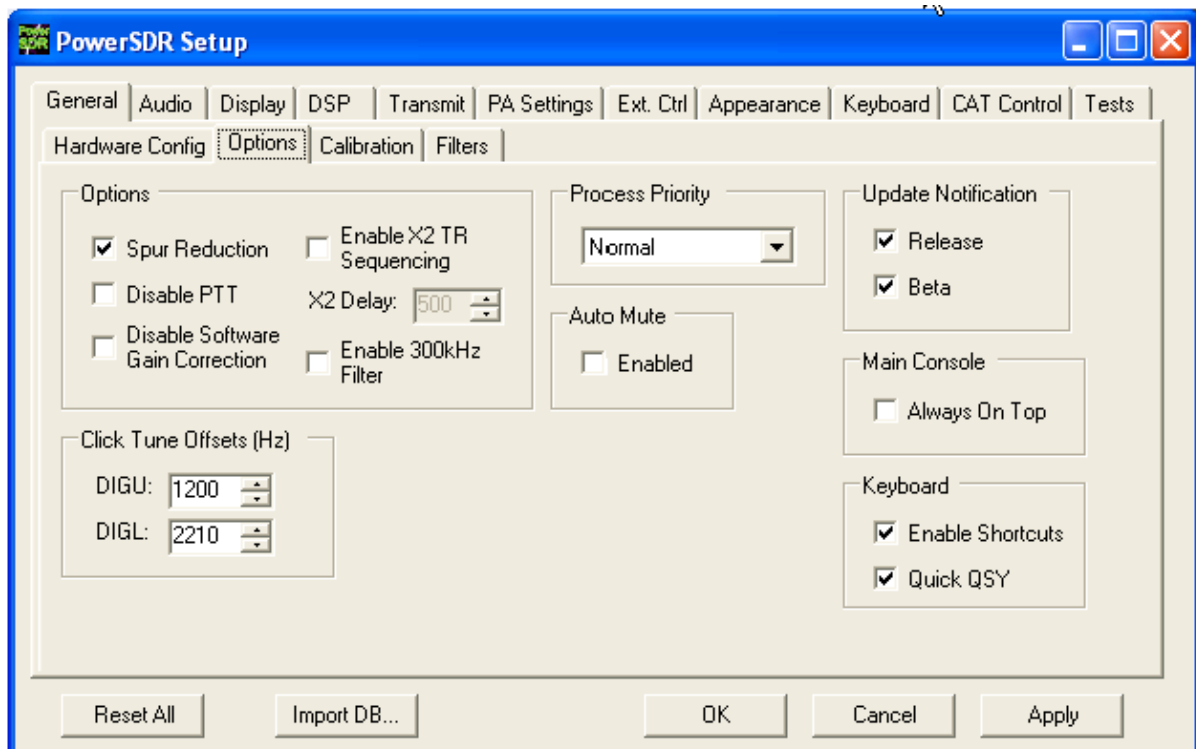 Power SDR PowerSDR Setup
General Audio Display DSP Transmit PA Settings Ext. Ctrl Appearance Keyboard CAT Control Tests
Hardware Config Options Calibration Filters
Options
Spur Reduction
Disable PTT
Disable Software
Gain Correction
Enable X2 TR
Sequencing
X2 Delay: 500
Enable 300kHz
Filter
Process Priority
Normal
Auto Mute
Enabled
Update Notification
Release
Beta
Main Console
Always On Top
Click Tune Offsets (Hz)
DIGU: 1200
DIGL: 2210
Keyboard
Enable Shortcuts
Quick QSY
Reset All Import DB... OK Cancel Apply